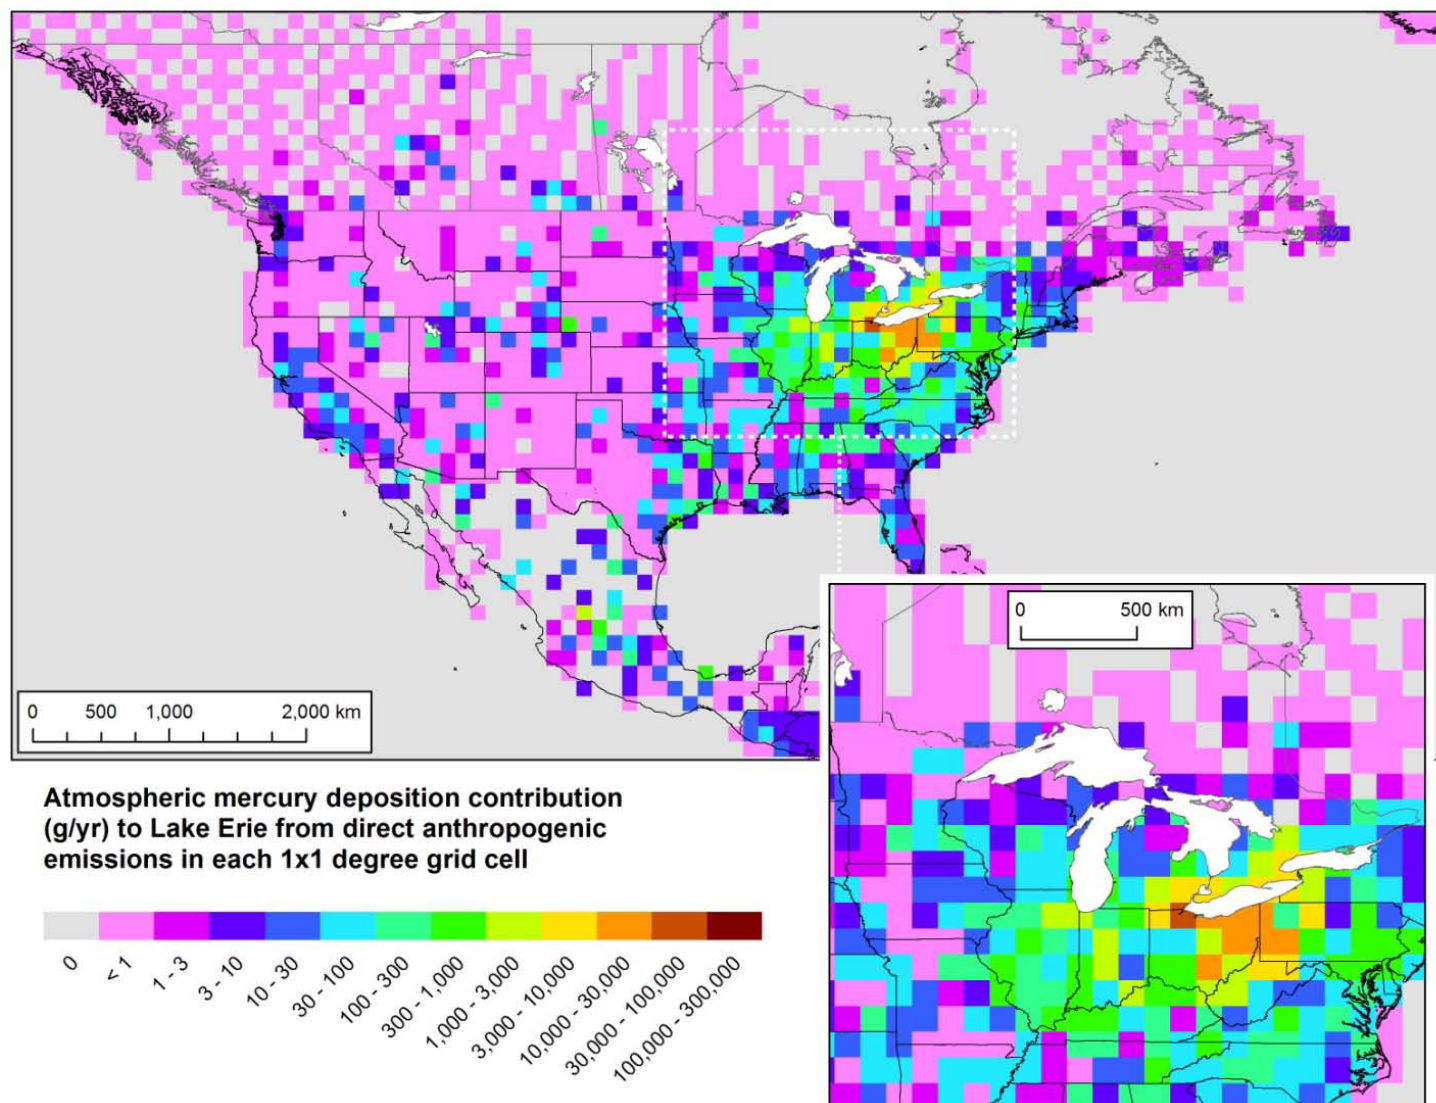 0 500 km
0 500 1,000 2,000 km
Atmospheric mercury deposition contribution
(g/yr) to Lake Erie from direct anthropogenic
emissions in each 1x1 degree grid cell
0
< 1
1 - 3
3 - 10
10 - 30
30 - 100
100 - 300
300 - 1,000
1,000 - 3,000
3,000 - 10,000
10,000 - 30,000
30,000 - 100,000
100,000 - 300,000